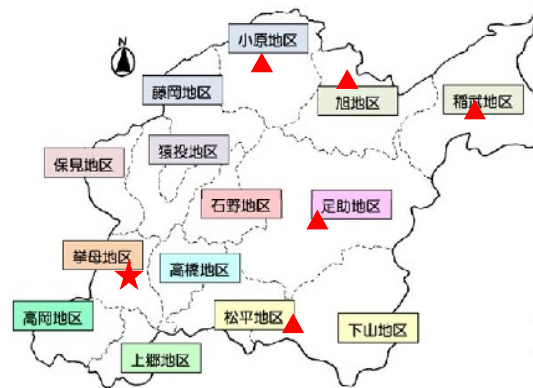 N
小原地区
藤岡地区
旭地区
稲武地区
猿投地区
保見地区
石野地区
足助地区
挙母地区
高橋地区
高岡地区
松平地区
下山地区
上郷地区